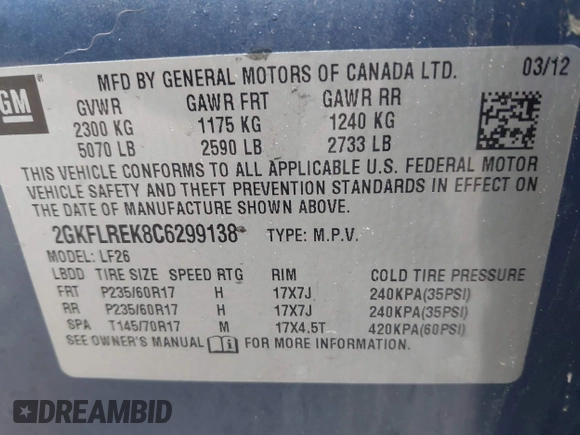 GM
MFD BY GENERAL MOTORS OF CANADA LTD. 03/12
GVWR GAWR FRT GAWR RR
2300 KG 1175 KG 1240 KG
5070 LB 2590 LB 2733 LB
THIS VEHICLE CONFORMS TO ALL APPLICABLE U.S. FEDERAL MOTOR
VEHICLE SAFETY AND THEFT PREVENTION STANDARDS IN EFFECT ON
THE DATE OF MANUFACTURE SHOWN ABOVE.
2GKFLREK8C6299138* TYPE: M.P.V.
MODEL: LF26
LBDD TIRE SIZE SPEED RTG RIM COLD TIRE PRESSURE
FRT P235/60R17 H 17X7J 240KPA(35PSI)
RR P235/60R17 H 17X7J 240KPA(35PSI)
SPA T145/70R17 M 17X4.5T 420KPA(60PSI)
SEE OWNER'S MANUAL FOR MORE INFORMATION.
DREAMBID